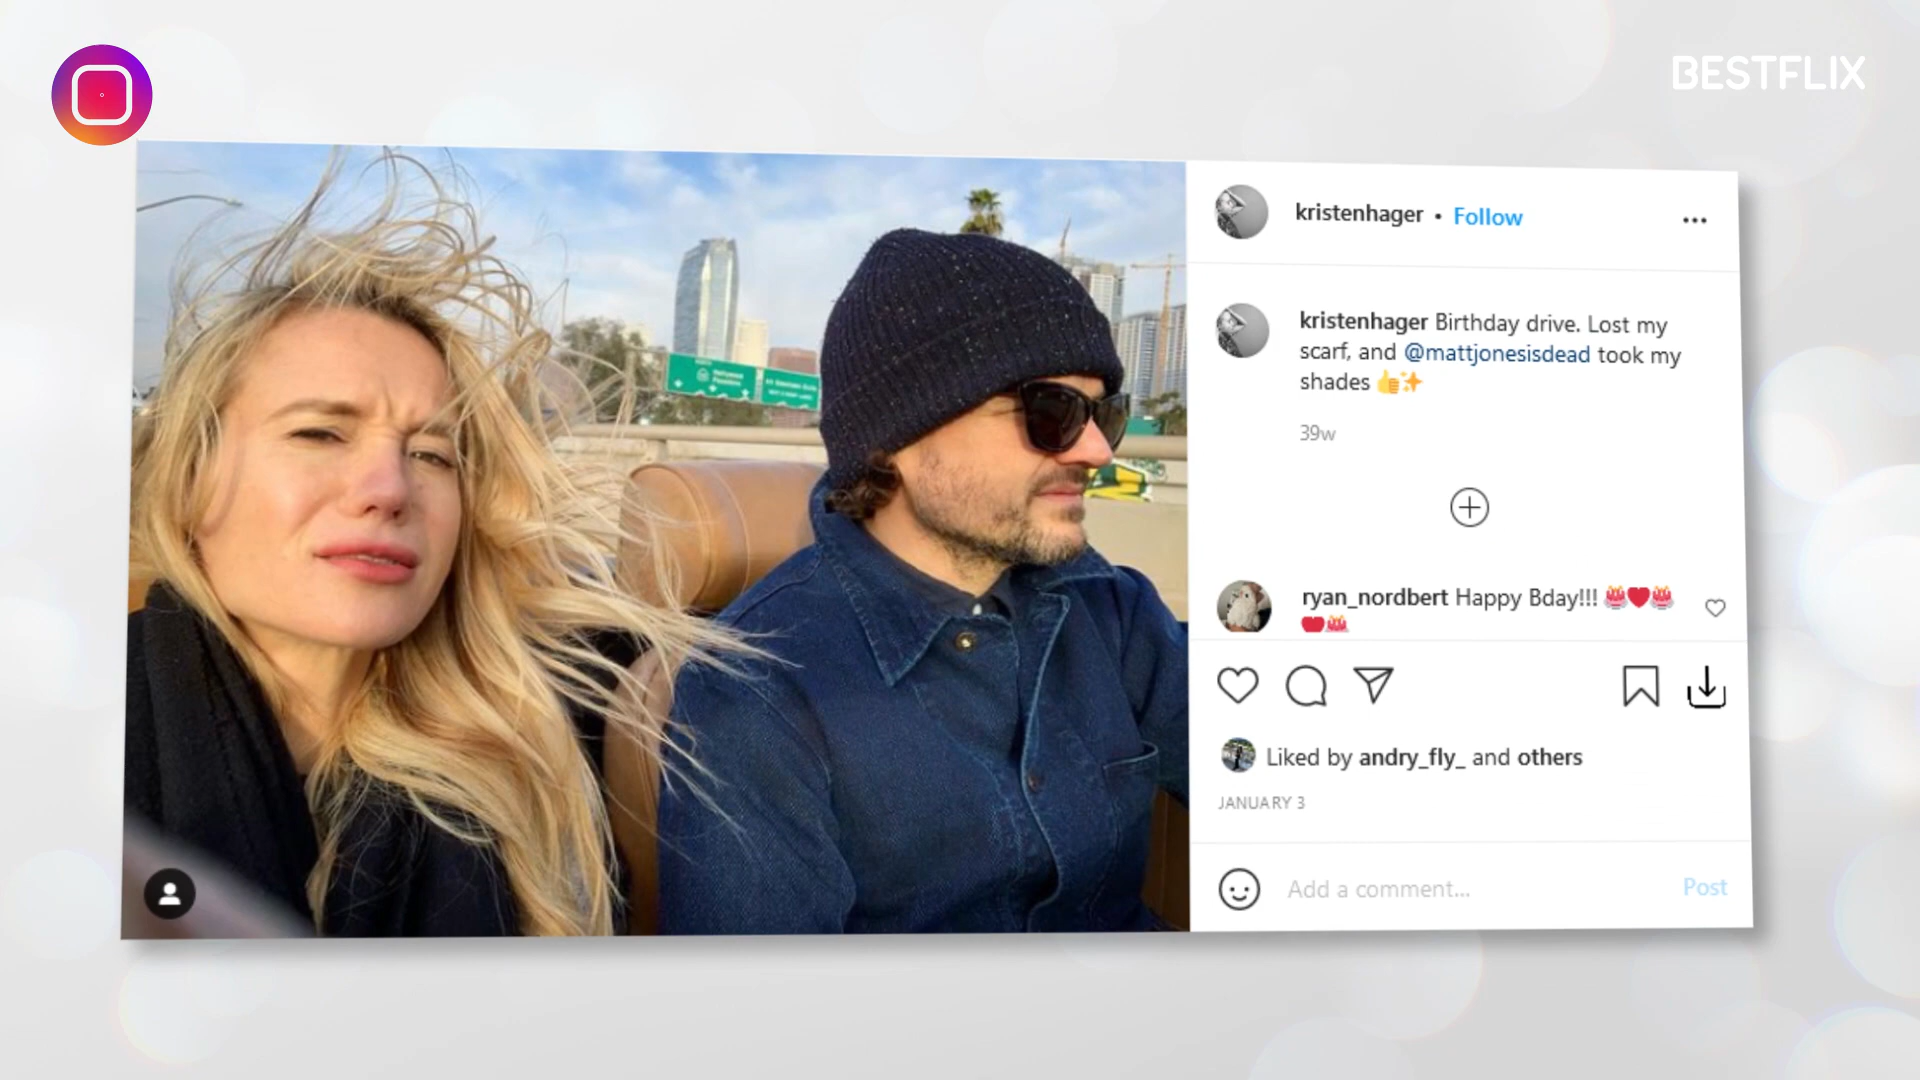 BESTFLIX
kristenhager • Follow
kristenhager Birthday drive. Lost my
scarf, and @mattjonesisdead took my
shades 👍✨
39w
ryan_nordbert Happy Bday!!! 🎂❤️🎂
❤️🎂
Liked by andry_fly_ and others
JANUARY 3
Add a comment...
Post